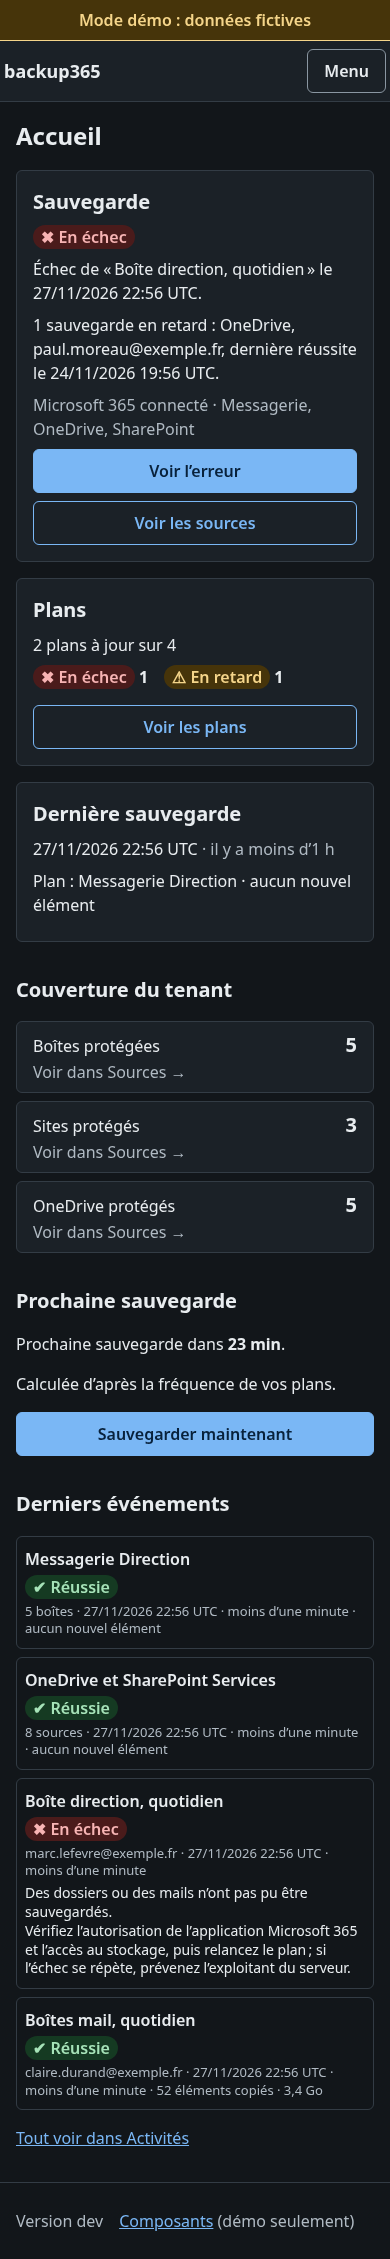 Mode démo : données fictives
backup365
Menu
Accueil
Sauvegarde
✖ En échec
Échec de « Boîte direction, quotidien » le
27/11/2026 22:56 UTC.
1 sauvegarde en retard : OneDrive,
paul.moreau@exemple.fr, dernière réussite
le 24/11/2026 19:56 UTC.
Microsoft 365 connecté · Messagerie,
OneDrive, SharePoint
Voir l’erreur
Voir les sources
Plans
2 plans à jour sur 4
✖ En échec 1 ⚠ En retard 1
Voir les plans
Dernière sauvegarde
27/11/2026 22:56 UTC · il y a moins d’1 h
Plan : Messagerie Direction · aucun nouvel
élément
Couverture du tenant
Boîtes protégées 5
Voir dans Sources →
Sites protégés 3
Voir dans Sources →
OneDrive protégés 5
Voir dans Sources →
Prochaine sauvegarde
Prochaine sauvegarde dans 23 min.
Calculée d’après la fréquence de vos plans.
Sauvegarder maintenant
Derniers événements
Messagerie Direction
✔ Réussie
5 boîtes · 27/11/2026 22:56 UTC · moins d’une minute ·
aucun nouvel élément
OneDrive et SharePoint Services
✔ Réussie
8 sources · 27/11/2026 22:56 UTC · moins d’une minute
· aucun nouvel élément
Boîte direction, quotidien
✖ En échec
marc.lefevre@exemple.fr · 27/11/2026 22:56 UTC ·
moins d’une minute
Des dossiers ou des mails n’ont pas pu être
sauvegardés.
Vérifiez l’autorisation de l’application Microsoft 365
et l’accès au stockage, puis relancez le plan ; si
l’échec se répète, prévenez l’exploitant du serveur.
Boîtes mail, quotidien
✔ Réussie
claire.durand@exemple.fr · 27/11/2026 22:56 UTC ·
moins d’une minute · 52 éléments copiés · 3,4 Go
Tout voir dans Activités
Version dev Composants (démo seulement)